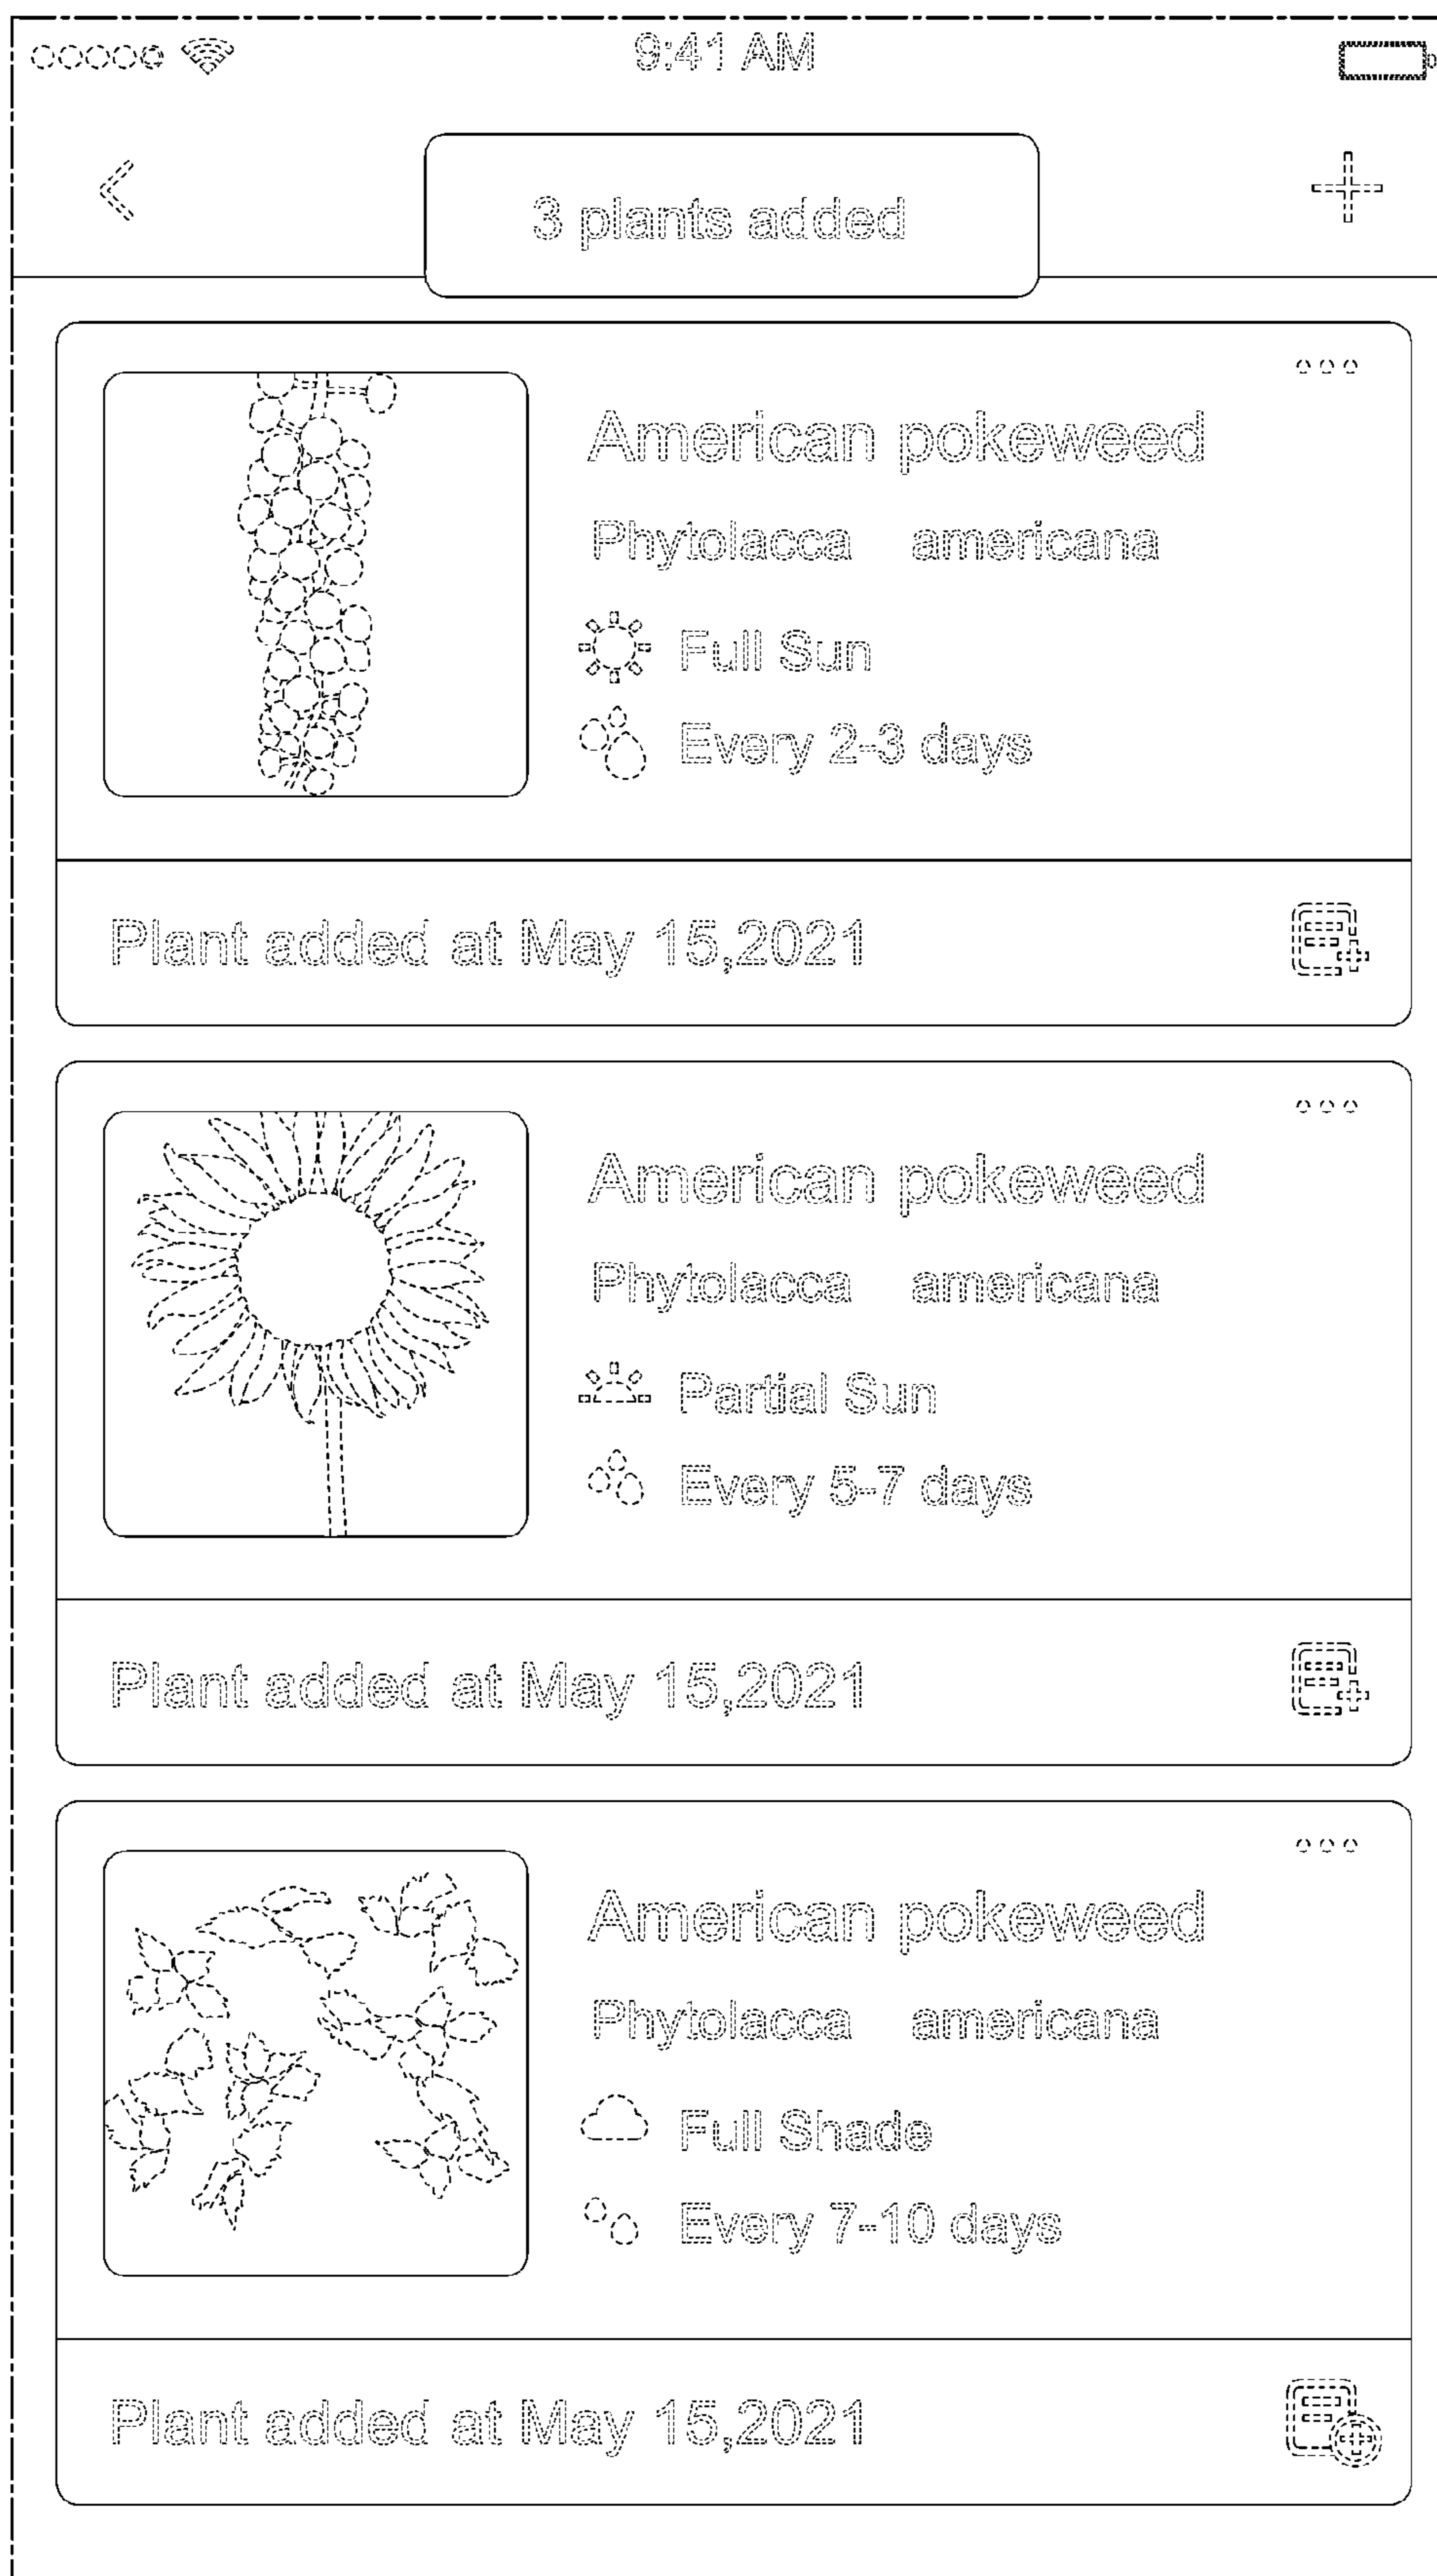 9:41 AM
3 plants added
American pokeweed
Phytolacca americana
Full Sun
Every 2-3 days
Plant added at May 15,2021
American pokeweed
Phytolacca americana
Partial Sun
Every 5-7 days
Plant added at May 15,2021
American pokeweed
Phytolacca americana
Full Shade
Every 7-10 days
Plant added at May 15,2021